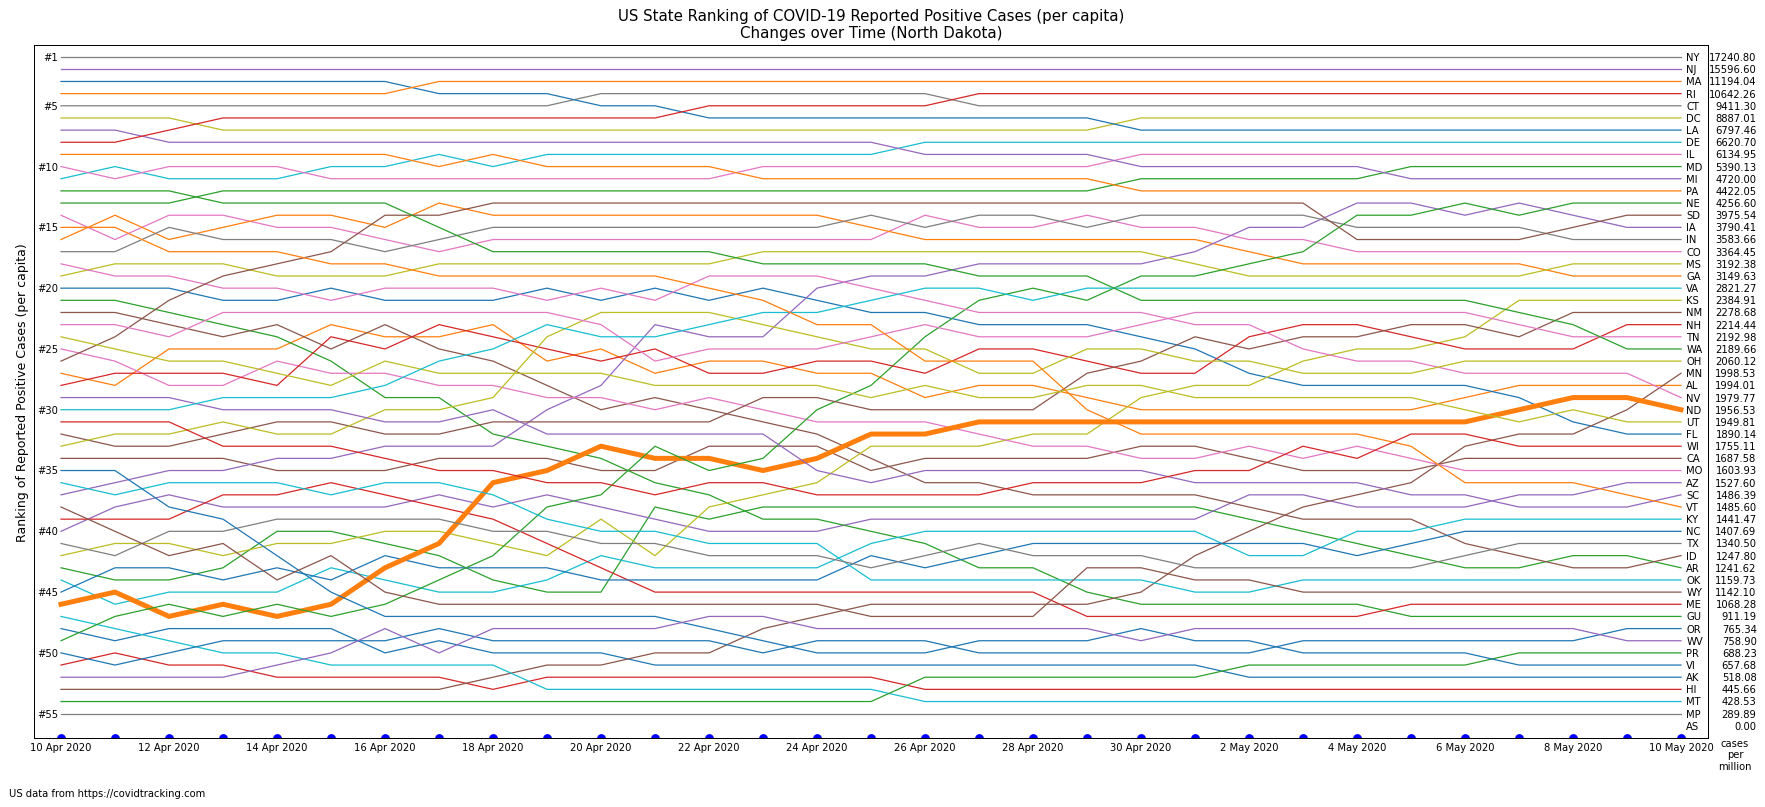 US State Ranking of COVID-19 Reported Positive Cases (per capita)
Changes over Time (North Dakota)
Ranking of Reported Positive Cases (per capita)
#1
#5
#10
#15
#20
#25
#30
#35
#40
#45
#50
#55
NY 17240.80
NJ 15596.60
MA 11194.04
RI 10642.26
CT 9411.30
DC 8887.01
LA 6797.46
DE 6620.70
IL 6134.95
MD 5390.13
MI 4720.00
PA 4422.05
NE 4256.60
SD 3975.54
IA 3790.41
IN 3583.66
CO 3364.45
MS 3192.38
GA 3149.63
VA 2821.27
KS 2384.91
NM 2278.68
NH 2214.44
TN 2192.98
WA 2189.66
OH 2060.12
MN 1998.53
AL 1994.01
NV 1979.77
ND 1956.53
UT 1949.81
FL 1890.14
WI 1755.11
CA 1687.58
MO 1603.93
AZ 1527.60
SC 1486.39
VT 1485.60
KY 1441.47
NC 1407.69
TX 1340.50
ID 1247.80
AR 1241.62
OK 1159.73
WY 1142.10
ME 1068.28
GU 911.19
OR 765.34
WV 758.90
PR 688.23
VI 657.68
AK 518.08
HI 445.66
MT 428.53
MP 289.89
AS 0.00
10 Apr 2020 12 Apr 2020 14 Apr 2020 16 Apr 2020 18 Apr 2020 20 Apr 2020 22 Apr 2020 24 Apr 2020 26 Apr 2020 28 Apr 2020 30 Apr 2020 2 May 2020 4 May 2020 6 May 2020 8 May 2020 10 May 2020
cases
per
million
US data from https://covidtracking.com